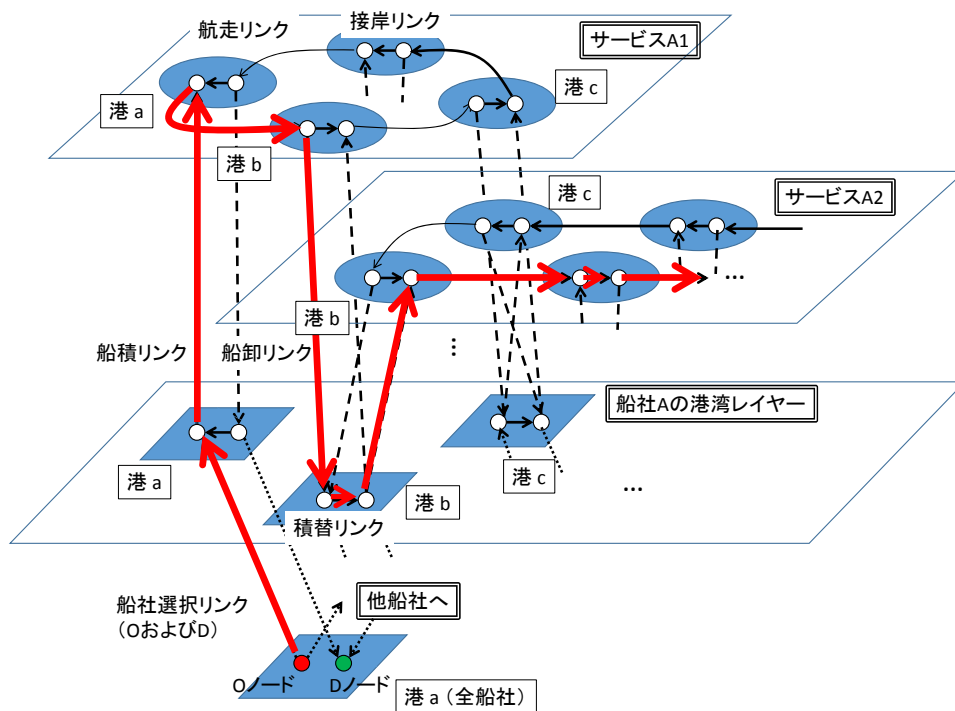 航走リンク
接岸リンク
サービスA1
港 a
港 c
港 b
サービスA2
港 c
港 b
船積リンク
船卸リンク
…
…
船社Aの港湾レイヤー
港 a
港 c
港 b
…
積替リンク
船社選択リンク
(OおよびD)
他船社へ
Oノード
Dノード
港 a (全船社)